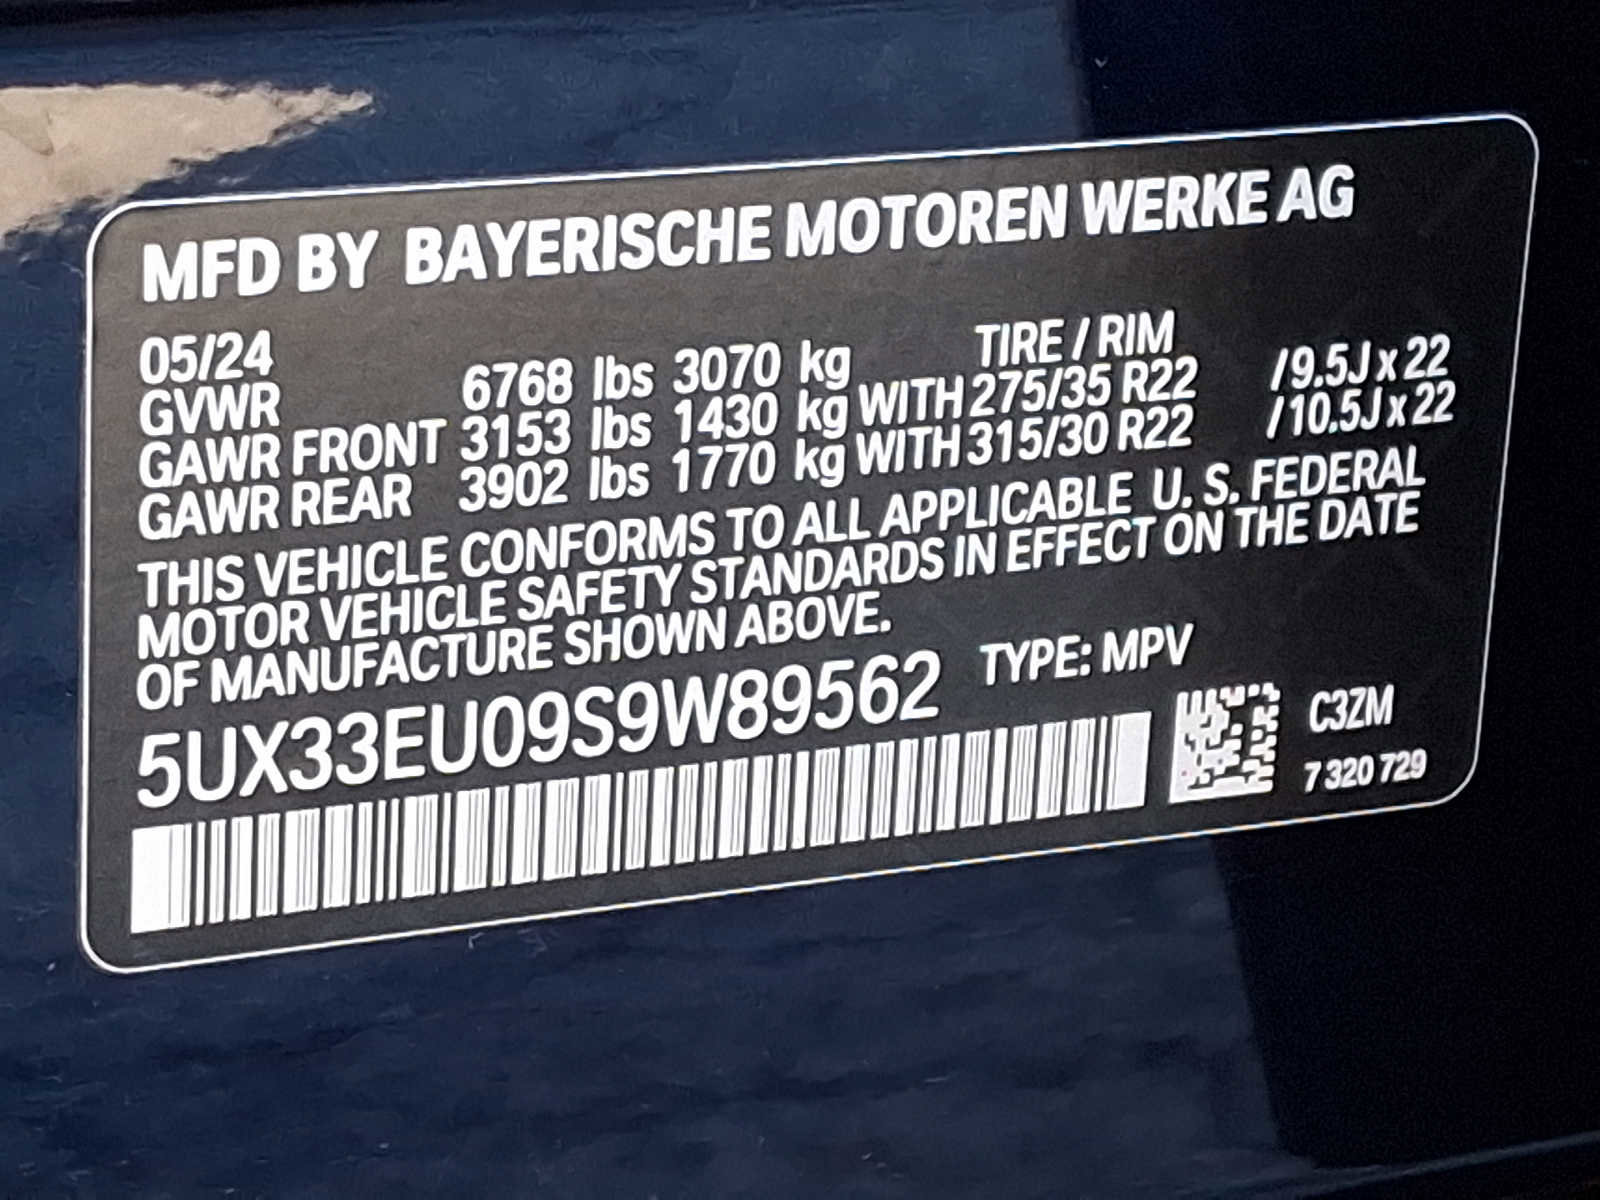 MFD BY BAYERISCHE MOTOREN WERKE AG
05/24 TIRE / RIM
GVWR 6768 lbs 3070 kg
GAWR FRONT 3153 lbs 1430 kg WITH 275/35 R22 /9.5J x 22
GAWR REAR 3902 lbs 1770 kg WITH 315/30 R22 /10.5J x 22
THIS VEHICLE CONFORMS TO ALL APPLICABLE U. S. FEDERAL
MOTOR VEHICLE SAFETY STANDARDS IN EFFECT ON THE DATE
OF MANUFACTURE SHOWN ABOVE.
5UX33EU09S9W89562 TYPE: MPV
C3ZM
7 320 729